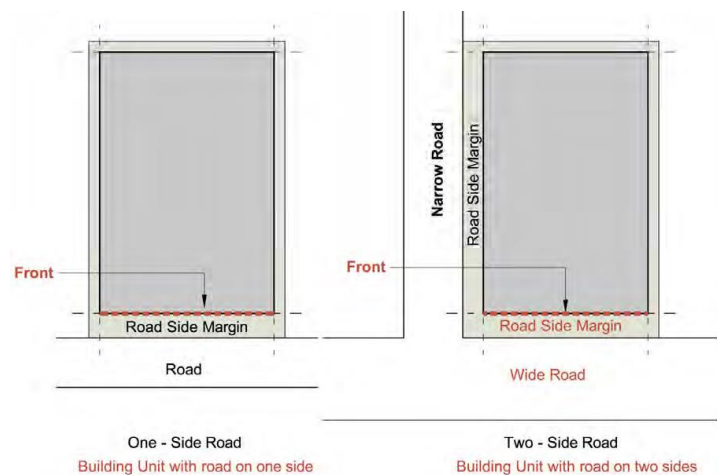 Front
Road Side Margin
Road
One - Side Road
Building Unit with road on one side
Narrow Road
Road Side Margin
Front
Road Side Margin
Wide Road
Two - Side Road
Building Unit with road on two sides